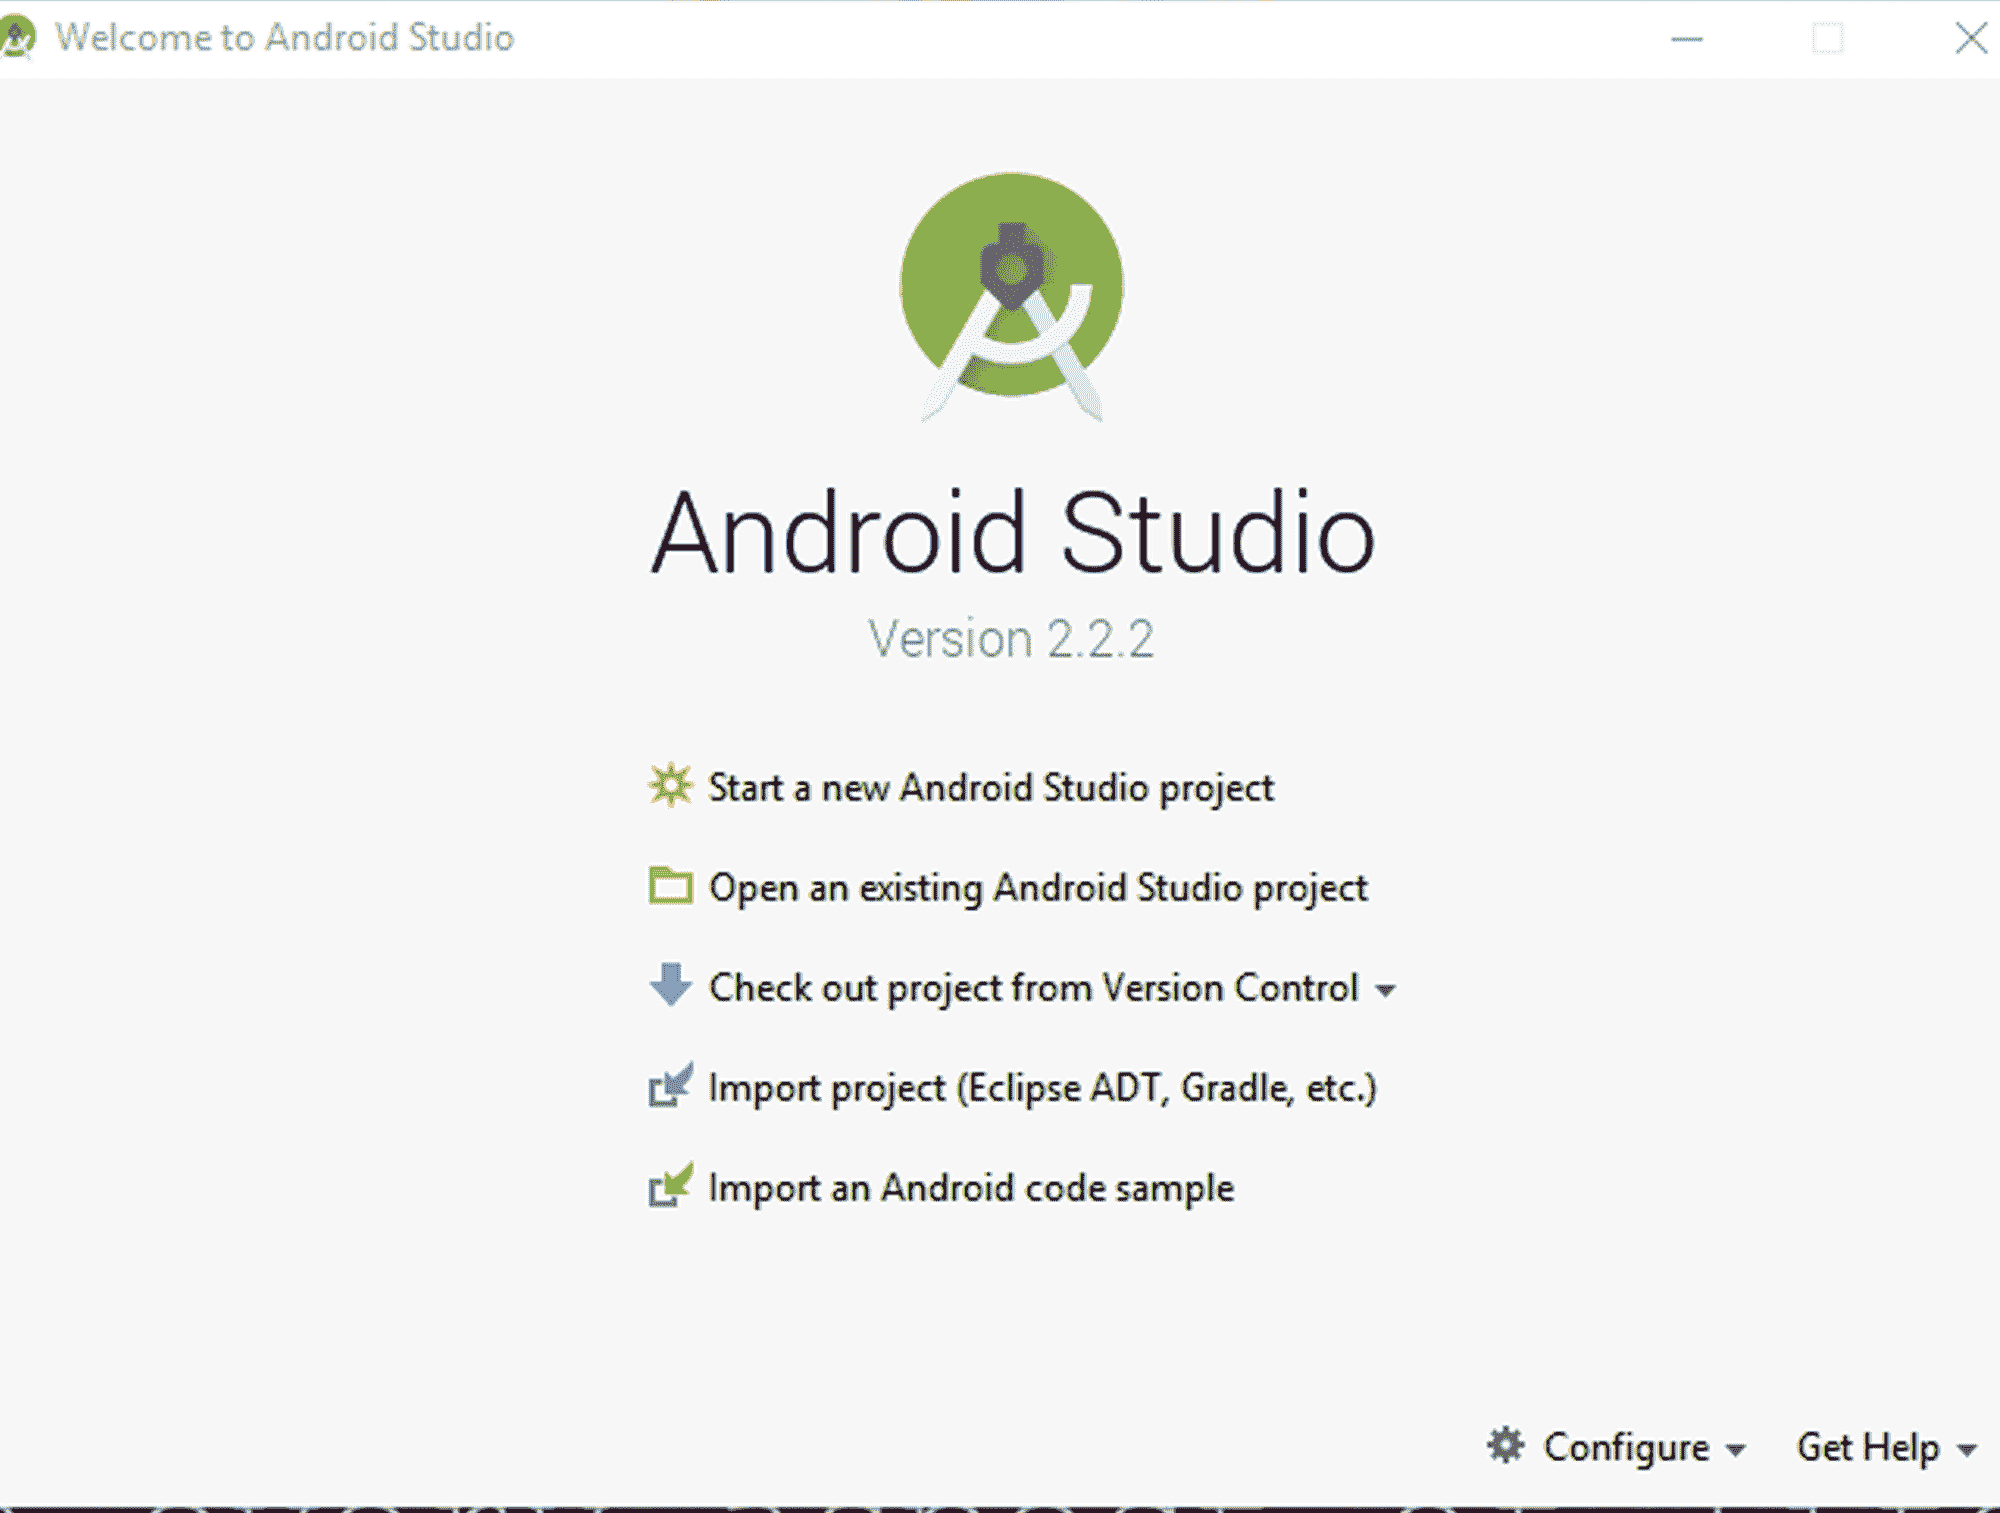 Welcome to Android Studio
Android Studio
Version 2.2.2
Start a new Android Studio project
Open an existing Android Studio project
Check out project from Version Control
Import project (Eclipse ADT, Gradle, etc.)
Import an Android code sample
Configure
Get Help